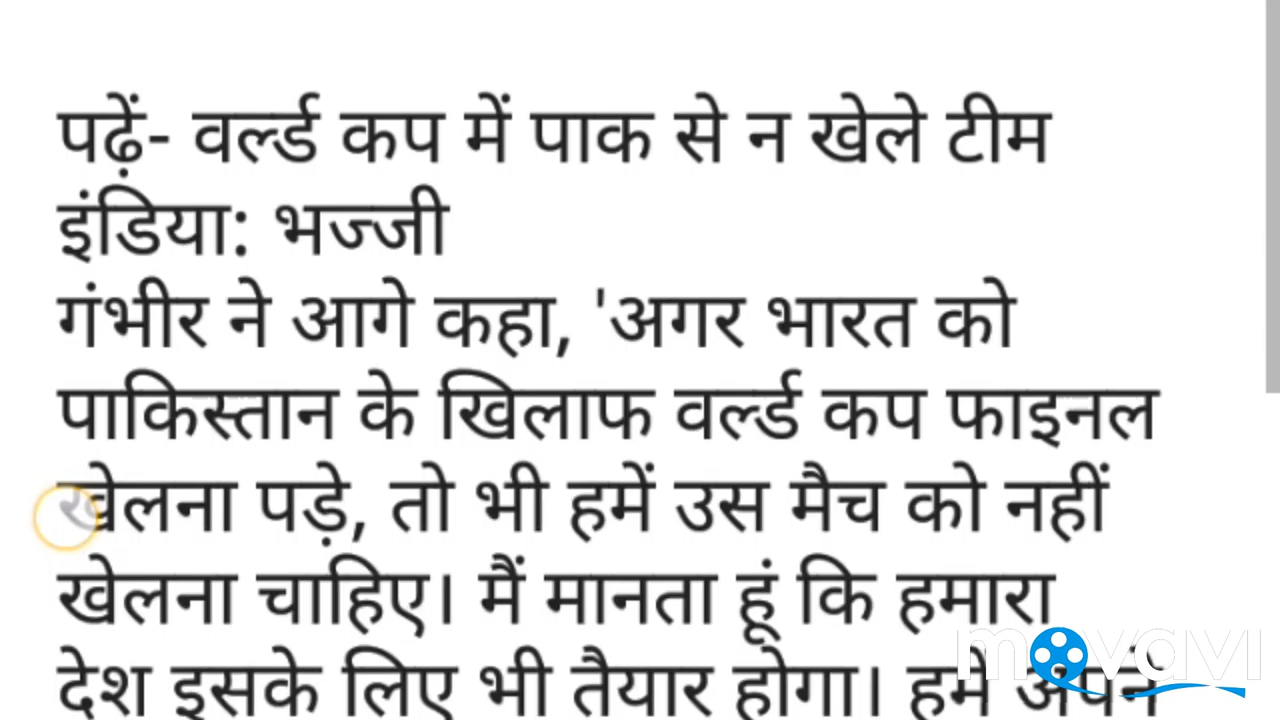 पढ़ें- वर्ल्ड कप में पाक से न खेले टीम
इंडिया: भज्जी
गंभीर ने आगे कहा, 'अगर भारत को
पाकिस्तान के खिलाफ वर्ल्ड कप फाइनल
खेलना पड़े, तो भी हमें उस मैच को नहीं
खेलना चाहिए। मैं मानता हूं कि हमारा
देश इसके लिए भी तैयार होगा। हमें अपने
movavi